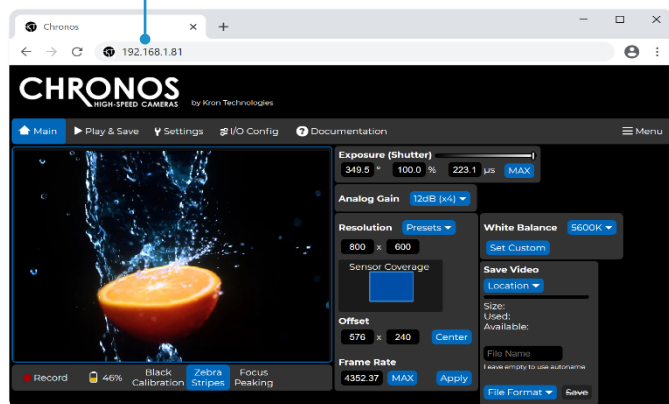 Chronos
192.168.1.81
CHRONOS
HIGH-SPEED CAMERAS by Kron Technologies
Main Play & Save Settings I/O Config Documentation Menu
Exposure (Shutter)
349.5 ° 100.0 % 223.1 µs MAX
Analog Gain 12dB (x4)
Resolution Presets
800 x 600
Sensor Coverage
Offset
576 x 240 Center
Frame Rate
4352.37 MAX Apply
White Balance 5600K
Set Custom
Save Video
Location
Size:
Used:
Available:
File Name
Leave empty to use autoname
File Format Save
Record 46% Black Calibration Zebra Stripes Focus Peaking